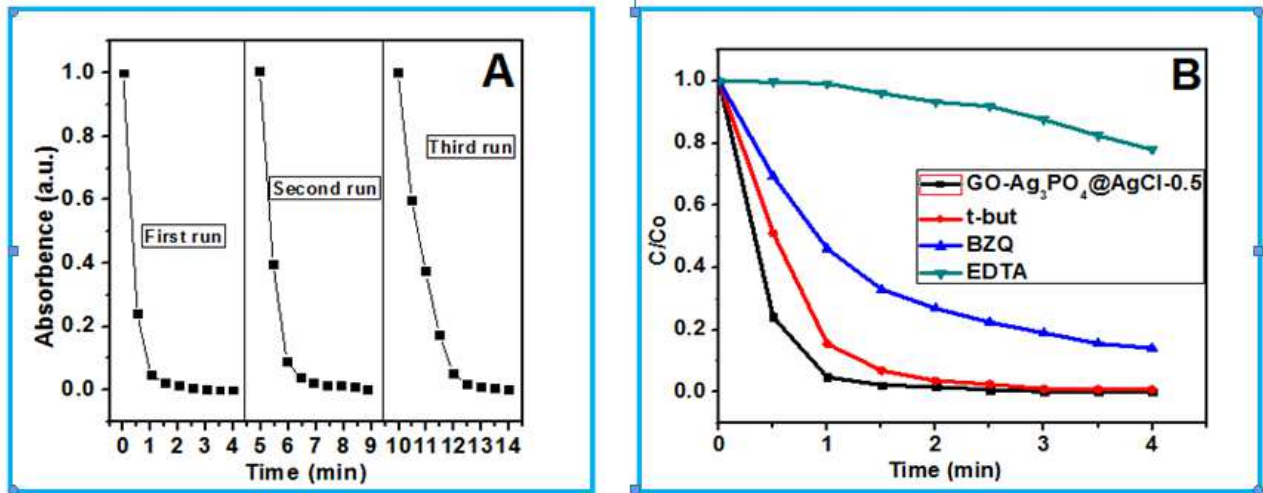 A
Absorbence (a.u.)
1.0
0.8
0.6
0.4
0.2
0.0
First run
Second run
Third run
0 1 2 3 4 5 6 7 8 9 10 11 12 13 14
Time (min)
B
C/Co
1.0
0.8
0.6
0.4
0.2
0.0
GO-Ag₃PO₄@AgCl-0.5
t-but
BZQ
EDTA
0 1 2 3 4
Time (min)